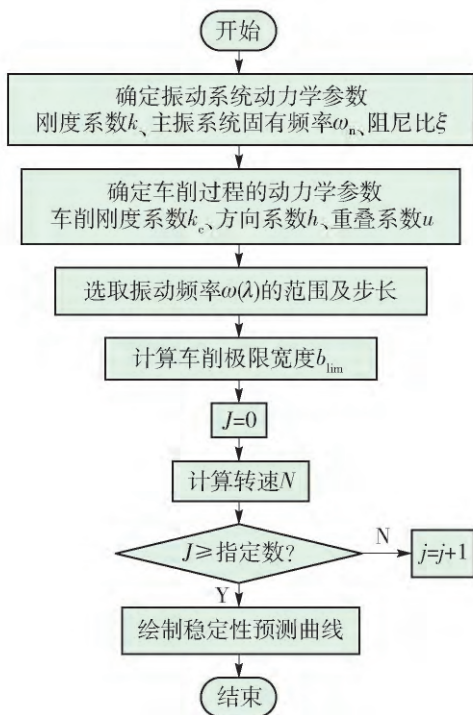 开始
确定振动系统动力学参数
刚度系数k、主振系统固有频率ωn、阻尼比ξ
确定车削过程的动力学参数
车削刚度系数kc、方向系数h、重叠系数u
选取振动频率ω(λ)的范围及步长
计算车削极限宽度blim
J=0
计算转速N
J≥指定数?
N
j=j+1
Y
绘制稳定性预测曲线
结束